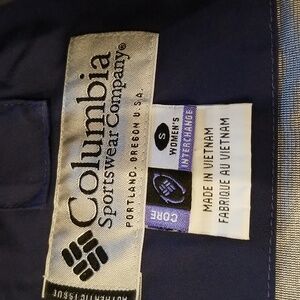 Columbia
Sportswear Company®
PORTLAND, OREGON U.S.A.
AUTHENTIC ISSUE
S
WOMEN'S
INTERCHANGE
CORE
MADE IN VIETNAM
FABRIQUE AU VIETNAM